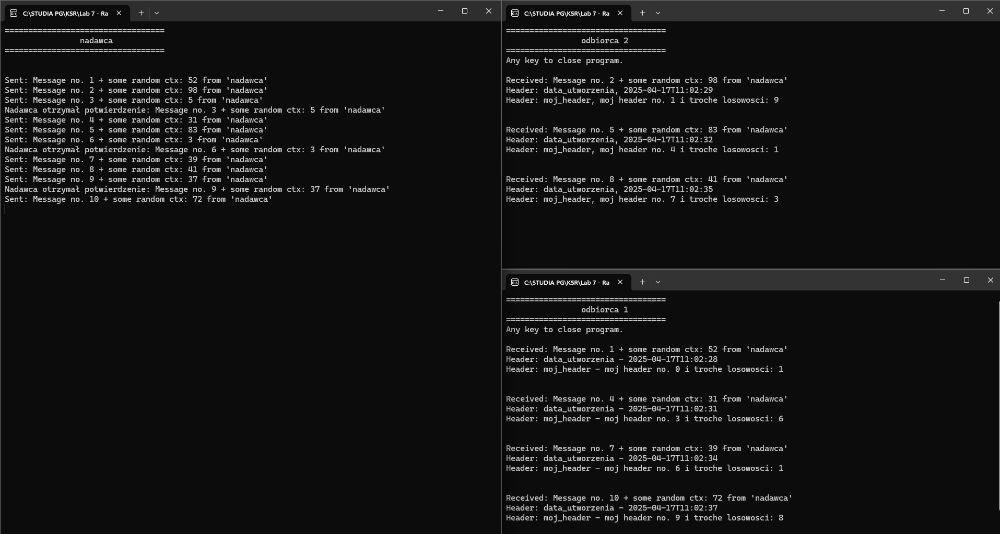 C:\STUDIA PG\KSR\Lab 7 - Ra
==================================
nadawca
==================================
Sent: Message no. 1 + some random ctx: 52 from 'nadawca'
Sent: Message no. 2 + some random ctx: 98 from 'nadawca'
Sent: Message no. 3 + some random ctx: 5 from 'nadawca'
Nadawca otrzymał potwierdzenie: Message no. 3 + some random ctx: 5 from 'nadawca'
Sent: Message no. 4 + some random ctx: 31 from 'nadawca'
Sent: Message no. 5 + some random ctx: 83 from 'nadawca'
Sent: Message no. 6 + some random ctx: 3 from 'nadawca'
Nadawca otrzymał potwierdzenie: Message no. 6 + some random ctx: 3 from 'nadawca'
Sent: Message no. 7 + some random ctx: 39 from 'nadawca'
Sent: Message no. 8 + some random ctx: 41 from 'nadawca'
Sent: Message no. 9 + some random ctx: 37 from 'nadawca'
Nadawca otrzymał potwierdzenie: Message no. 9 + some random ctx: 37 from 'nadawca'
Sent: Message no. 10 + some random ctx: 72 from 'nadawca'
C:\STUDIA PG\KSR\Lab 7 - Ra
==================================
odbiorca 2
==================================
Any key to close program.
Received: Message no. 2 + some random ctx: 98 from 'nadawca'
Header: data_utworzenia, 2025-04-17T11:02:29
Header: moj_header, moj header no. 1 i troche losowosci: 9
Received: Message no. 5 + some random ctx: 83 from 'nadawca'
Header: data_utworzenia, 2025-04-17T11:02:32
Header: moj_header, moj header no. 4 i troche losowosci: 1
Received: Message no. 8 + some random ctx: 41 from 'nadawca'
Header: data_utworzenia, 2025-04-17T11:02:35
Header: moj_header, moj header no. 7 i troche losowosci: 3
C:\STUDIA PG\KSR\Lab 7 - Ra
==================================
odbiorca 1
==================================
Any key to close program.
Received: Message no. 1 + some random ctx: 52 from 'nadawca'
Header: data_utworzenia - 2025-04-17T11:02:28
Header: moj_header - moj header no. 0 i troche losowosci: 1
Received: Message no. 4 + some random ctx: 31 from 'nadawca'
Header: data_utworzenia - 2025-04-17T11:02:31
Header: moj_header - moj header no. 3 i troche losowosci: 6
Received: Message no. 7 + some random ctx: 39 from 'nadawca'
Header: data_utworzenia - 2025-04-17T11:02:34
Header: moj_header - moj header no. 6 i troche losowosci: 1
Received: Message no. 10 + some random ctx: 72 from 'nadawca'
Header: data_utworzenia - 2025-04-17T11:02:37
Header: moj_header - moj header no. 9 i troche losowosci: 8